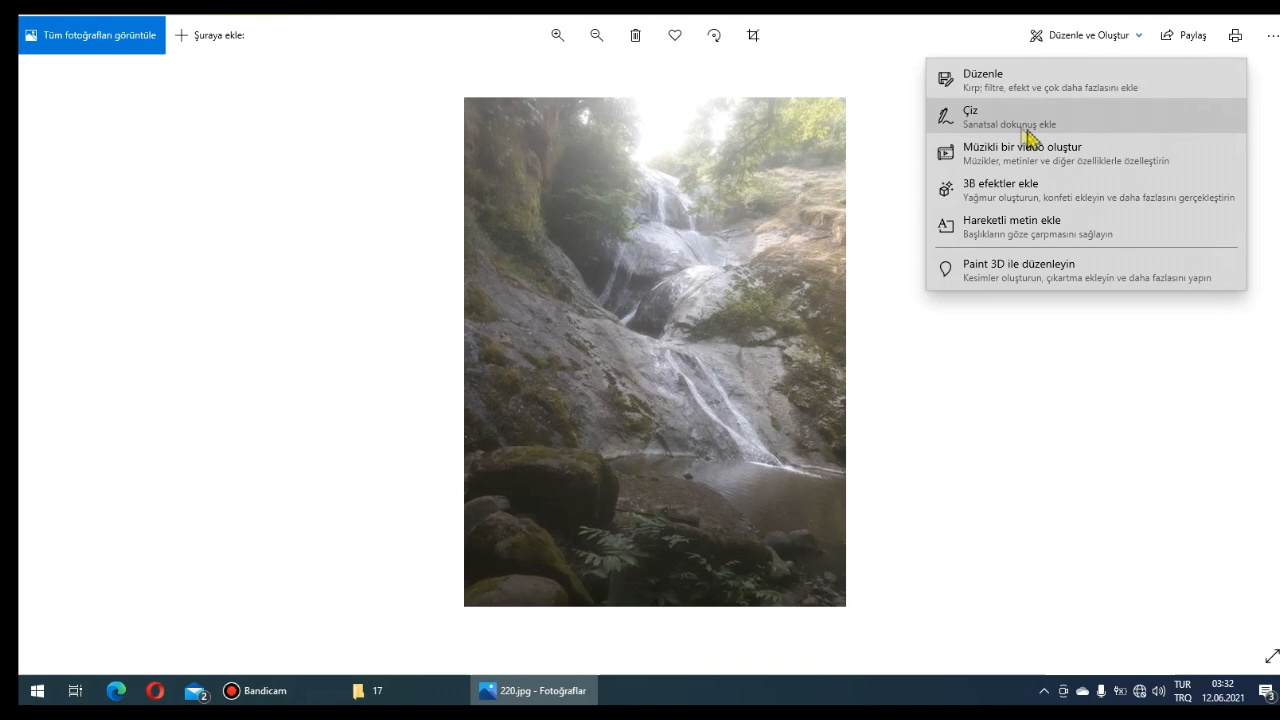 Tüm fotoğrafları görüntüle
Şuraya ekle:
Düzenle ve Oluştur
Paylaş
Düzenle
Kırp; filtre, efekt ve çok daha fazlasını ekle
Çiz
Sanatsal dokunuş ekle
Müzikli bir video oluştur
Müzikler, metinler ve diğer özelliklerle özelleştirin
3B efektler ekle
Yağmur oluşturun, konfeti ekleyin ve daha fazlasını gerçekleştirin
Hareketli metin ekle
Başlıkların göze çarpmasını sağlayın
Paint 3D ile düzenleyin
Kesimler oluşturun, çıkartma ekleyin ve daha fazlasını yapın
2
Bandicam
17
220.jpg - Fotoğraflar
TUR
TRQ
03:32
12.06.2021
3